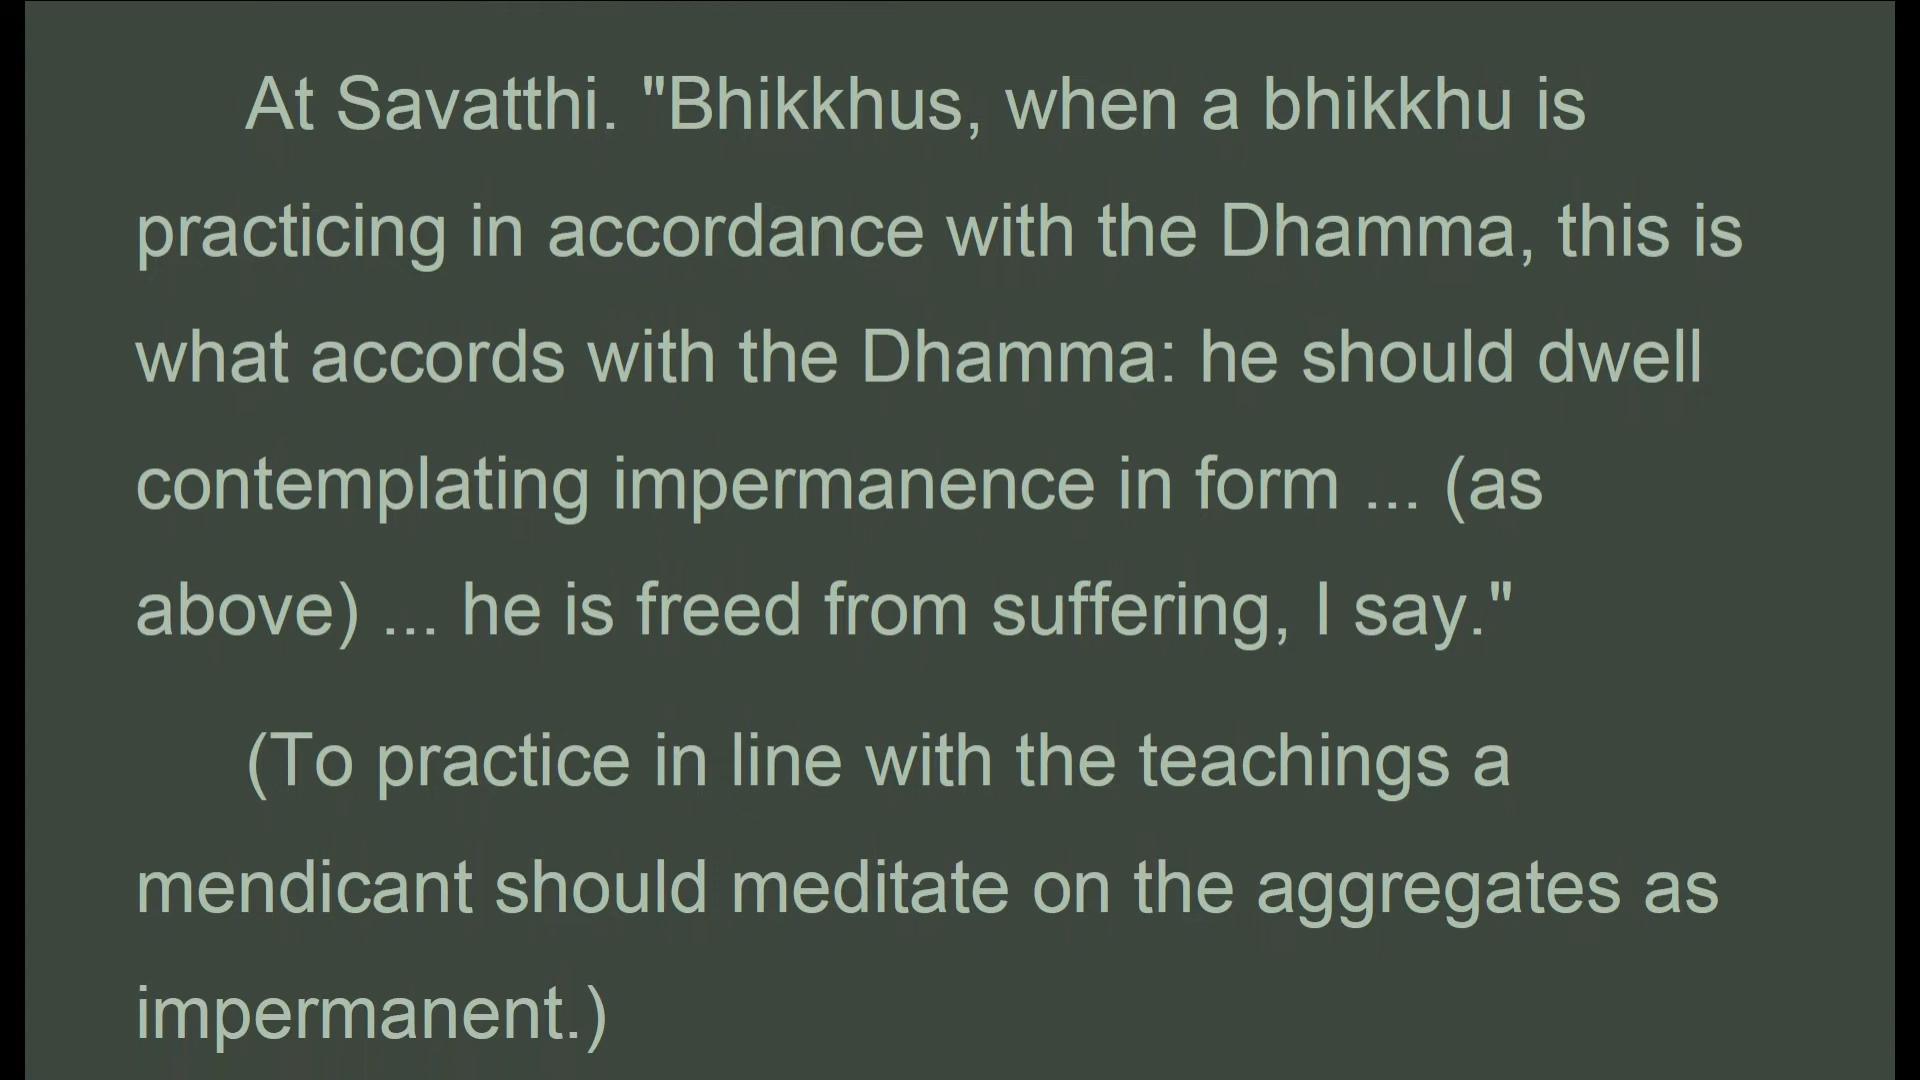 At Savatthi. "Bhikkhus, when a bhikkhu is
practicing in accordance with the Dhamma, this is
what accords with the Dhamma: he should dwell
contemplating impermanence in form ... (as
above) ... he is freed from suffering, I say."
(To practice in line with the teachings a
mendicant should meditate on the aggregates as
impermanent.)